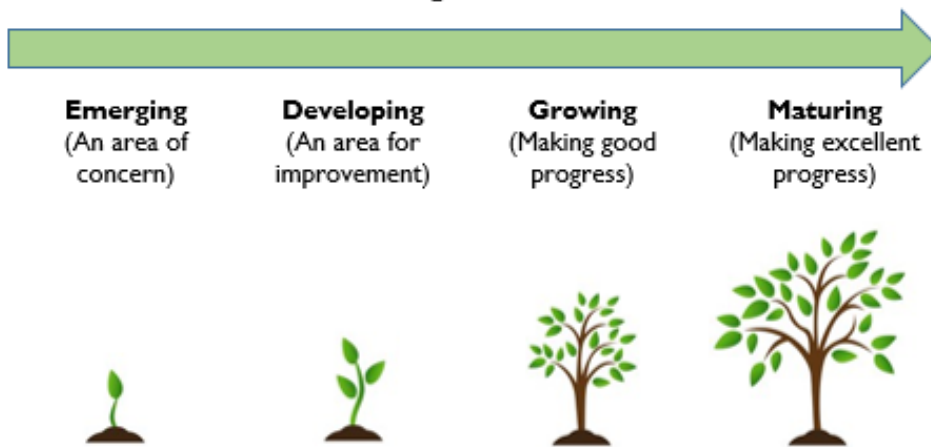 Emerging Developing Growing Maturing
(An area of (An area for (Making good (Making excellent
concern) improvement) progress) progress)